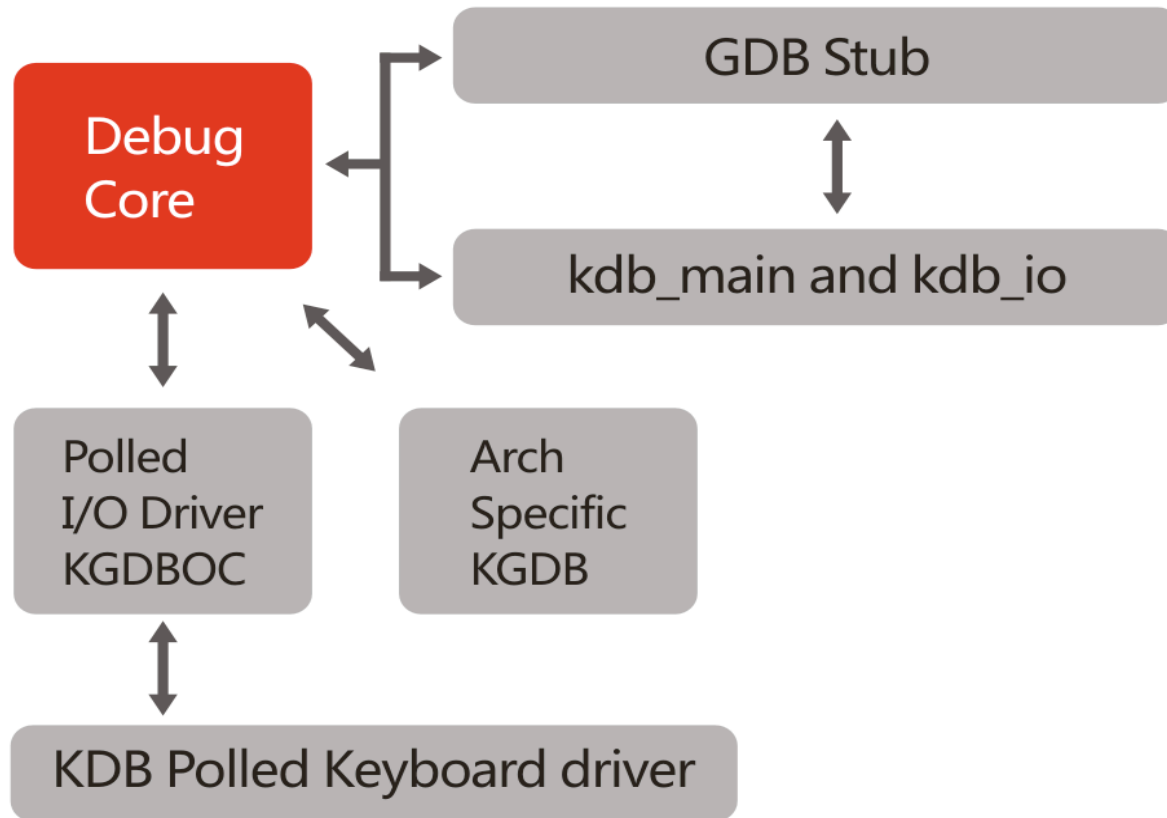 Debug
Core
GDB Stub
kdb_main and kdb_io
Polled
I/O Driver
KGDBOC
Arch
Specific
KGDB
KDB Polled Keyboard driver